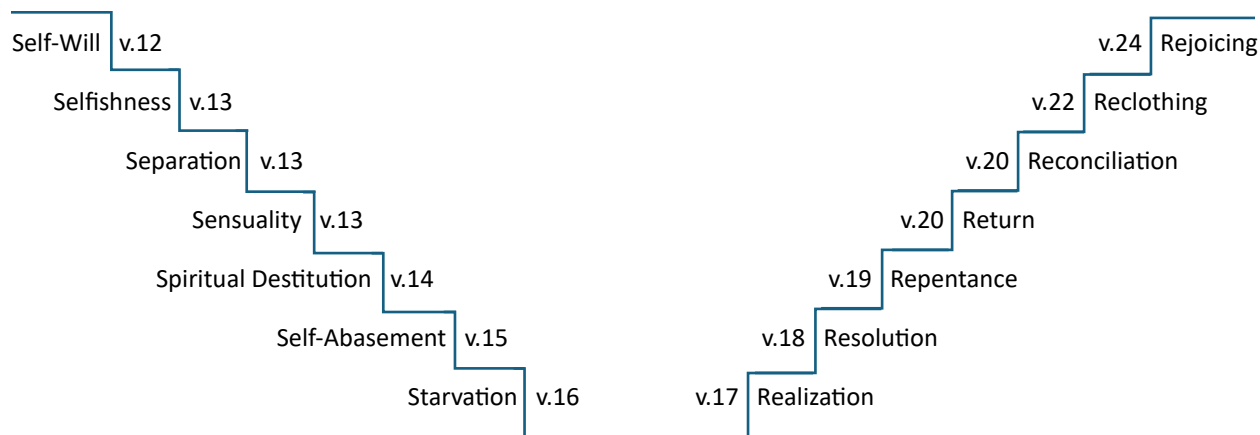 Self-Will v.12
Selfishness v.13
Separation v.13
Sensuality v.13
Spiritual Destitution v.14
Self-Abasement v.15
Starvation v.16
v.24 Rejoicing
v.22 Reclothing
v.20 Reconciliation
v.20 Return
v.19 Repentance
v.18 Resolution
v.17 Realization